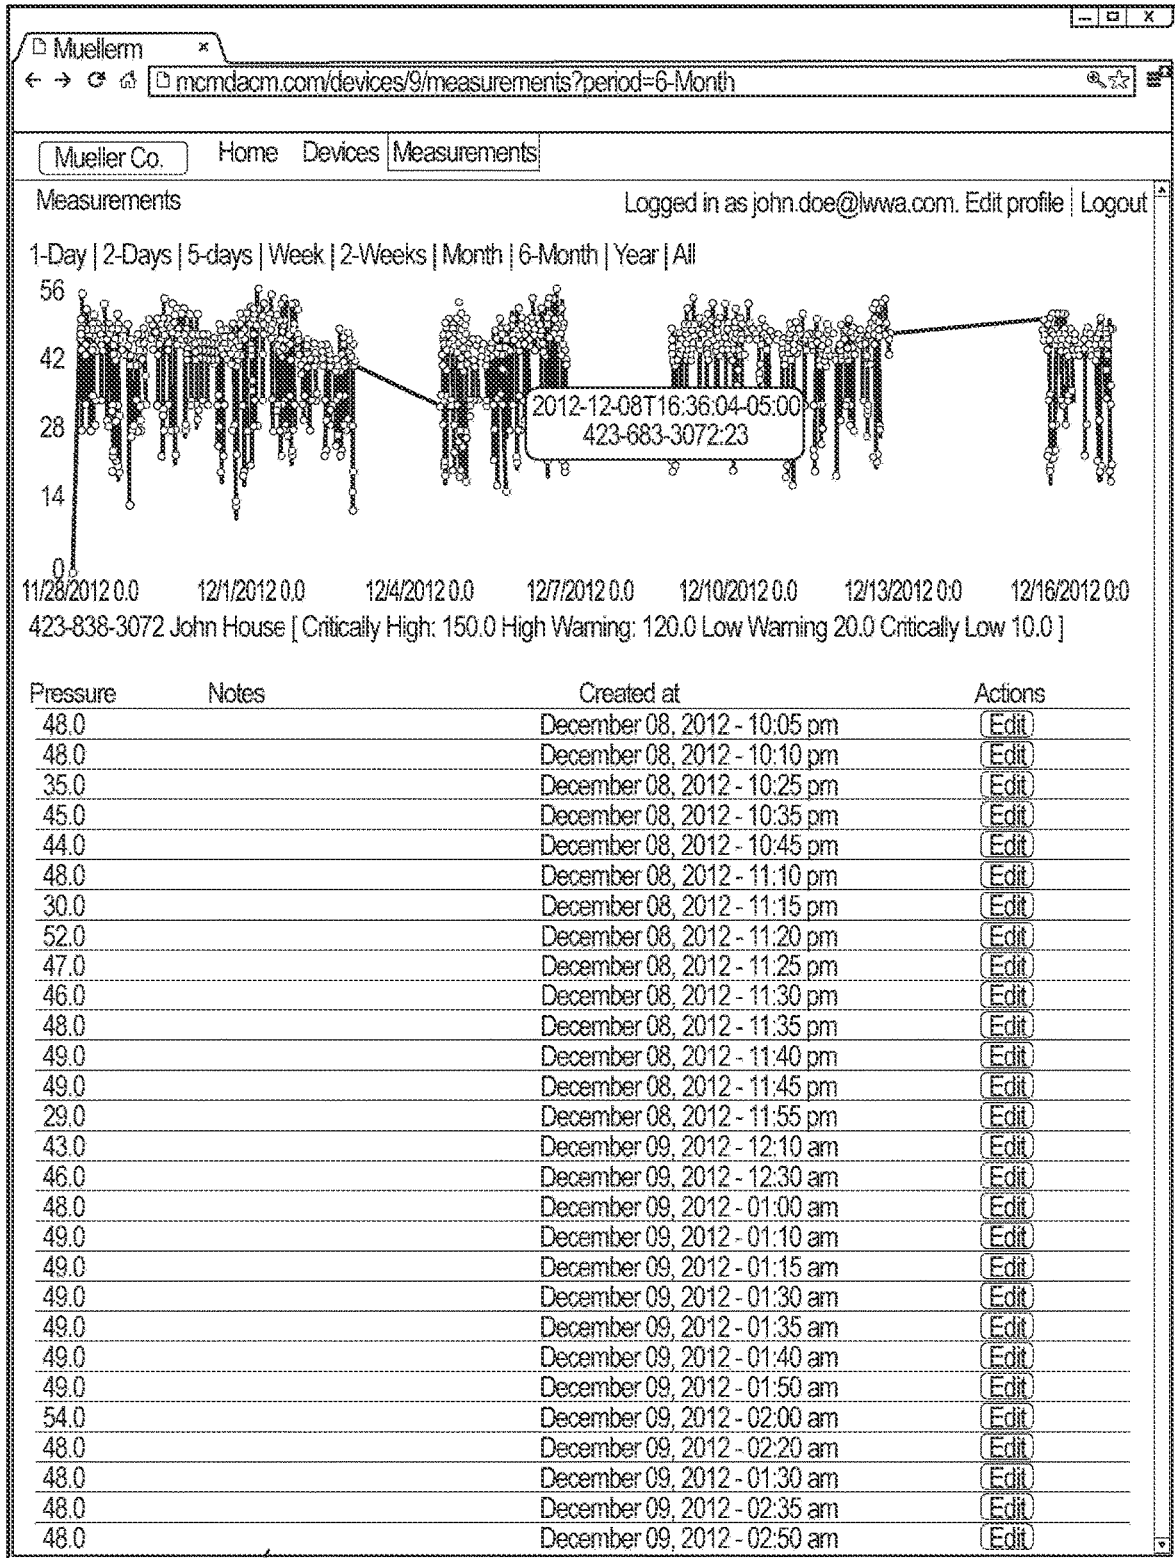 Muellerm x
mcmdacm.com/devices/9/measurements?period=6-Month
Mueller Co. Home Devices Measurements
Measurements Logged in as john.doe@lwwa.com. Edit profile | Logout
1-Day | 2-Days | 5-days | Week | 2-Weeks | Month | 6-Month | Year | All
56
42
28
14
0
2012-12-08T16:36:04-05:00
423-683-3072:23
11/28/2012 0.0 12/1/2012 0.0 12/4/2012 0.0 12/7/2012 0.0 12/10/2012 0.0 12/13/2012 0:0 12/16/2012 0:0
423-838-3072 John House [ Critically High: 150.0 High Warning: 120.0 Low Warning 20.0 Critically Low 10.0 ]
Pressure Notes Created at Actions
48.0 December 08, 2012 - 10:05 pm Edit
48.0 December 08, 2012 - 10:10 pm Edit
35.0 December 08, 2012 - 10:25 pm Edit
45.0 December 08, 2012 - 10:35 pm Edit
44.0 December 08, 2012 - 10:45 pm Edit
48.0 December 08, 2012 - 11:10 pm Edit
30.0 December 08, 2012 - 11:15 pm Edit
52.0 December 08, 2012 - 11:20 pm Edit
47.0 December 08, 2012 - 11:25 pm Edit
46.0 December 08, 2012 - 11:30 pm Edit
48.0 December 08, 2012 - 11:35 pm Edit
49.0 December 08, 2012 - 11:40 pm Edit
49.0 December 08, 2012 - 11:45 pm Edit
29.0 December 08, 2012 - 11:55 pm Edit
43.0 December 09, 2012 - 12:10 am Edit
46.0 December 09, 2012 - 12:30 am Edit
48.0 December 09, 2012 - 01:00 am Edit
49.0 December 09, 2012 - 01:10 am Edit
49.0 December 09, 2012 - 01:15 am Edit
49.0 December 09, 2012 - 01:30 am Edit
49.0 December 09, 2012 - 01:35 am Edit
49.0 December 09, 2012 - 01:40 am Edit
49.0 December 09, 2012 - 01:50 am Edit
54.0 December 09, 2012 - 02:00 am Edit
48.0 December 09, 2012 - 02:20 am Edit
48.0 December 09, 2012 - 01:30 am Edit
48.0 December 09, 2012 - 02:35 am Edit
48.0 December 09, 2012 - 02:50 am Edit